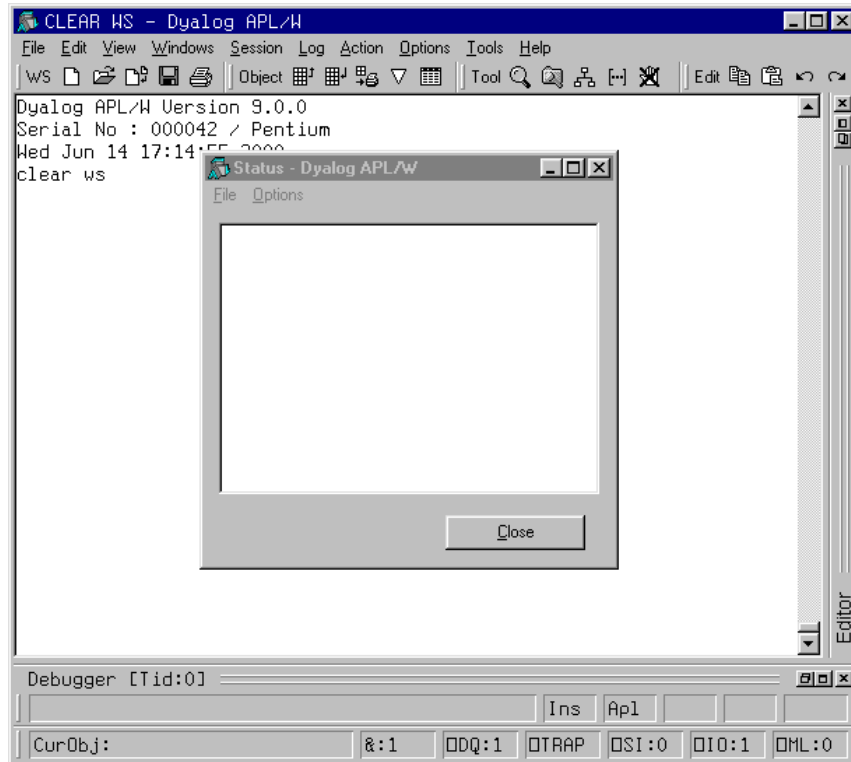 CLEAR WS - Dyalog APL/W
File Edit View Windows Session Log Action Options Tools Help
WS Object Tool Edit
Dyalog APL/W Version 9.0.0
Serial No : 000042 / Pentium
Wed Jun 14 17:14:55 2000
clear ws
Status - Dyalog APL/W
File Options
Close
Editor
Debugger [Tid:0]
Ins Apl
CurObj: &:1 ⎕DQ:1 ⎕TRAP ⎕SI:0 ⎕IO:1 ⎕ML:0